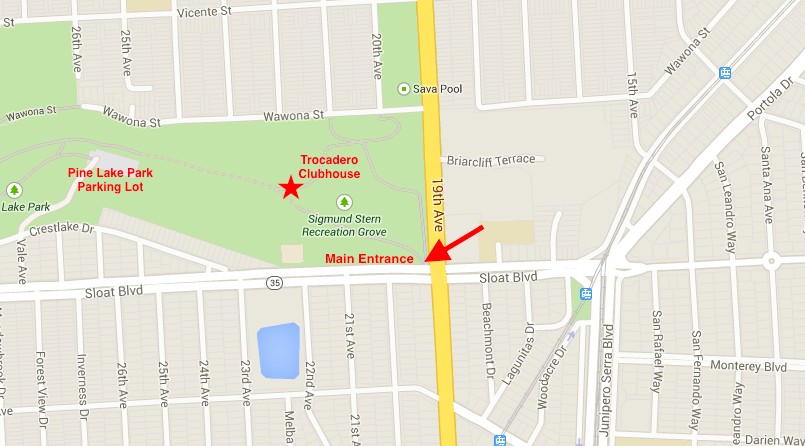 St
Vicente St
26th Ave
25th Ave
20th Ave
Sava Pool
15th Ave
Wawona St
Portola Dr
Wawona St
Wawona St
Wawona St
Pine Lake Park
Parking Lot
Trocadero
Clubhouse
Briarcliff Terrace
19th Ave
San Leandro Way
Santa Ana Ave
Lake Park
Sigmund Stern
Recreation Grove
Crestlake Dr
Vale Ave
Main Entrance
Sloat Blvd
35
Sloat Blvd
Forest View Dr
Inverness Dr
26th Ave
25th Ave
24th Ave
23rd Ave
22nd Ave
21st Ave
21st A
Melba
Beachmont Dr
Lagunitas Dr
Woodacre Dr
Junipero Serra Blvd
San Rafael Way
San Fernando Way
Monterey Blvd
Darien Way